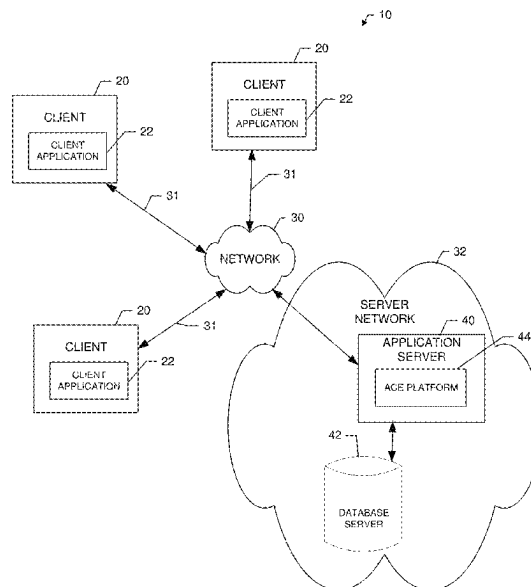 10
20
CLIENT
22
CLIENT
APPLICATION
20
CLIENT
22
CLIENT
APPLICATION
31
31
30
NETWORK
32
SERVER
NETWORK
40
APPLICATION
SERVER
44
ACE PLATFORM
20
CLIENT
31
22
CLIENT
APPLICATION
42
DATABASE
SERVER